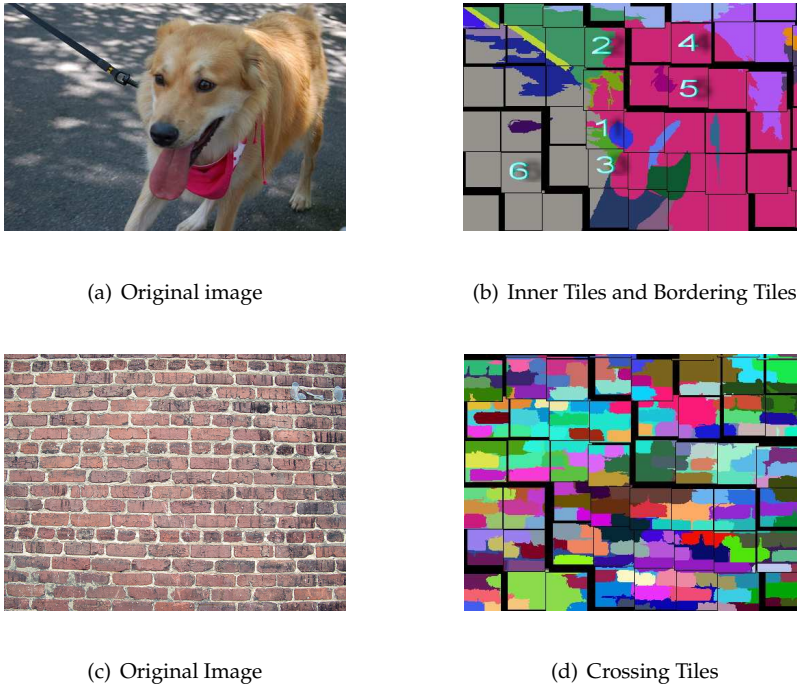 2 4
5
1
3
6
(a) Original image
(b) Inner Tiles and Bordering Tiles
(c) Original Image
(d) Crossing Tiles